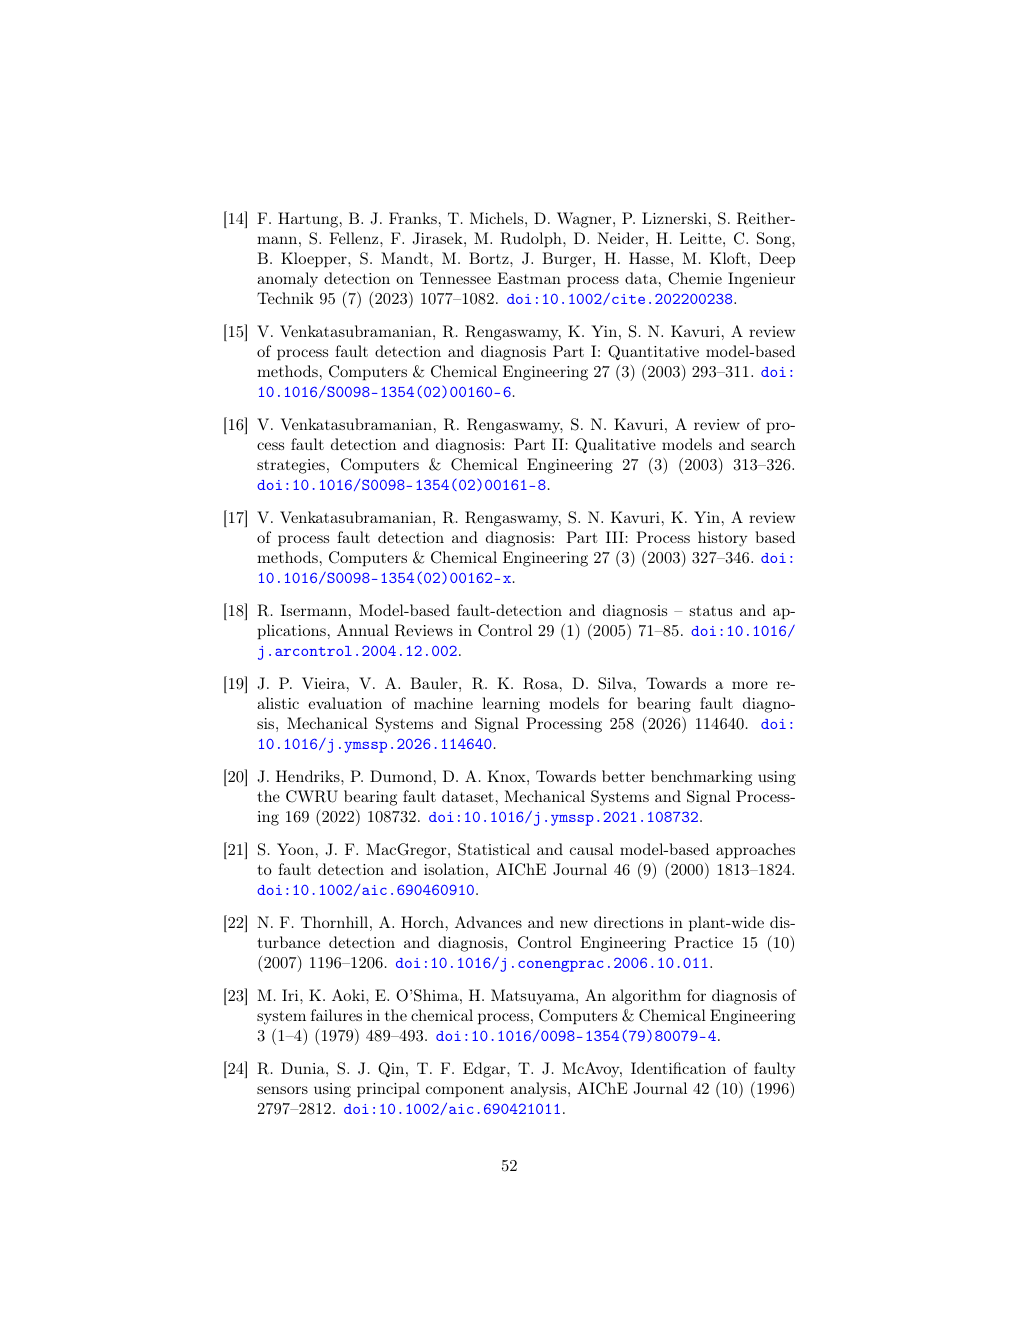 [14] F. Hartung, B. J. Franks, T. Michels, D. Wagner, P. Liznerski, S. Reither-
mann, S. Fellenz, F. Jirasek, M. Rudolph, D. Neider, H. Leitte, C. Song,
B. Kloepper, S. Mandt, M. Bortz, J. Burger, H. Hasse, M. Kloft, Deep
anomaly detection on Tennessee Eastman process data, Chemie Ingenieur
Technik 95 (7) (2023) 1077–1082. doi:10.1002/cite.202200238.
[15] V. Venkatasubramanian, R. Rengaswamy, K. Yin, S. N. Kavuri, A review
of process fault detection and diagnosis Part I: Quantitative model-based
methods, Computers & Chemical Engineering 27 (3) (2003) 293–311. doi:
10.1016/S0098-1354(02)00160-6.
[16] V. Venkatasubramanian, R. Rengaswamy, S. N. Kavuri, A review of pro-
cess fault detection and diagnosis: Part II: Qualitative models and search
strategies, Computers & Chemical Engineering 27 (3) (2003) 313–326.
doi:10.1016/S0098-1354(02)00161-8.
[17] V. Venkatasubramanian, R. Rengaswamy, S. N. Kavuri, K. Yin, A review
of process fault detection and diagnosis: Part III: Process history based
methods, Computers & Chemical Engineering 27 (3) (2003) 327–346. doi:
10.1016/S0098-1354(02)00162-x.
[18] R. Isermann, Model-based fault-detection and diagnosis – status and ap-
plications, Annual Reviews in Control 29 (1) (2005) 71–85. doi:10.1016/
j.arcontrol.2004.12.002.
[19] J. P. Vieira, V. A. Bauler, R. K. Rosa, D. Silva, Towards a more re-
alistic evaluation of machine learning models for bearing fault diagno-
sis, Mechanical Systems and Signal Processing 258 (2026) 114640. doi:
10.1016/j.ymssp.2026.114640.
[20] J. Hendriks, P. Dumond, D. A. Knox, Towards better benchmarking using
the CWRU bearing fault dataset, Mechanical Systems and Signal Process-
ing 169 (2022) 108732. doi:10.1016/j.ymssp.2021.108732.
[21] S. Yoon, J. F. MacGregor, Statistical and causal model-based approaches
to fault detection and isolation, AIChE Journal 46 (9) (2000) 1813–1824.
doi:10.1002/aic.690460910.
[22] N. F. Thornhill, A. Horch, Advances and new directions in plant-wide dis-
turbance detection and diagnosis, Control Engineering Practice 15 (10)
(2007) 1196–1206. doi:10.1016/j.conengprac.2006.10.011.
[23] M. Iri, K. Aoki, E. O'Shima, H. Matsuyama, An algorithm for diagnosis of
system failures in the chemical process, Computers & Chemical Engineering
3 (1–4) (1979) 489–493. doi:10.1016/0098-1354(79)80079-4.
[24] R. Dunia, S. J. Qin, T. F. Edgar, T. J. McAvoy, Identification of faulty
sensors using principal component analysis, AIChE Journal 42 (10) (1996)
2797–2812. doi:10.1002/aic.690421011.
52